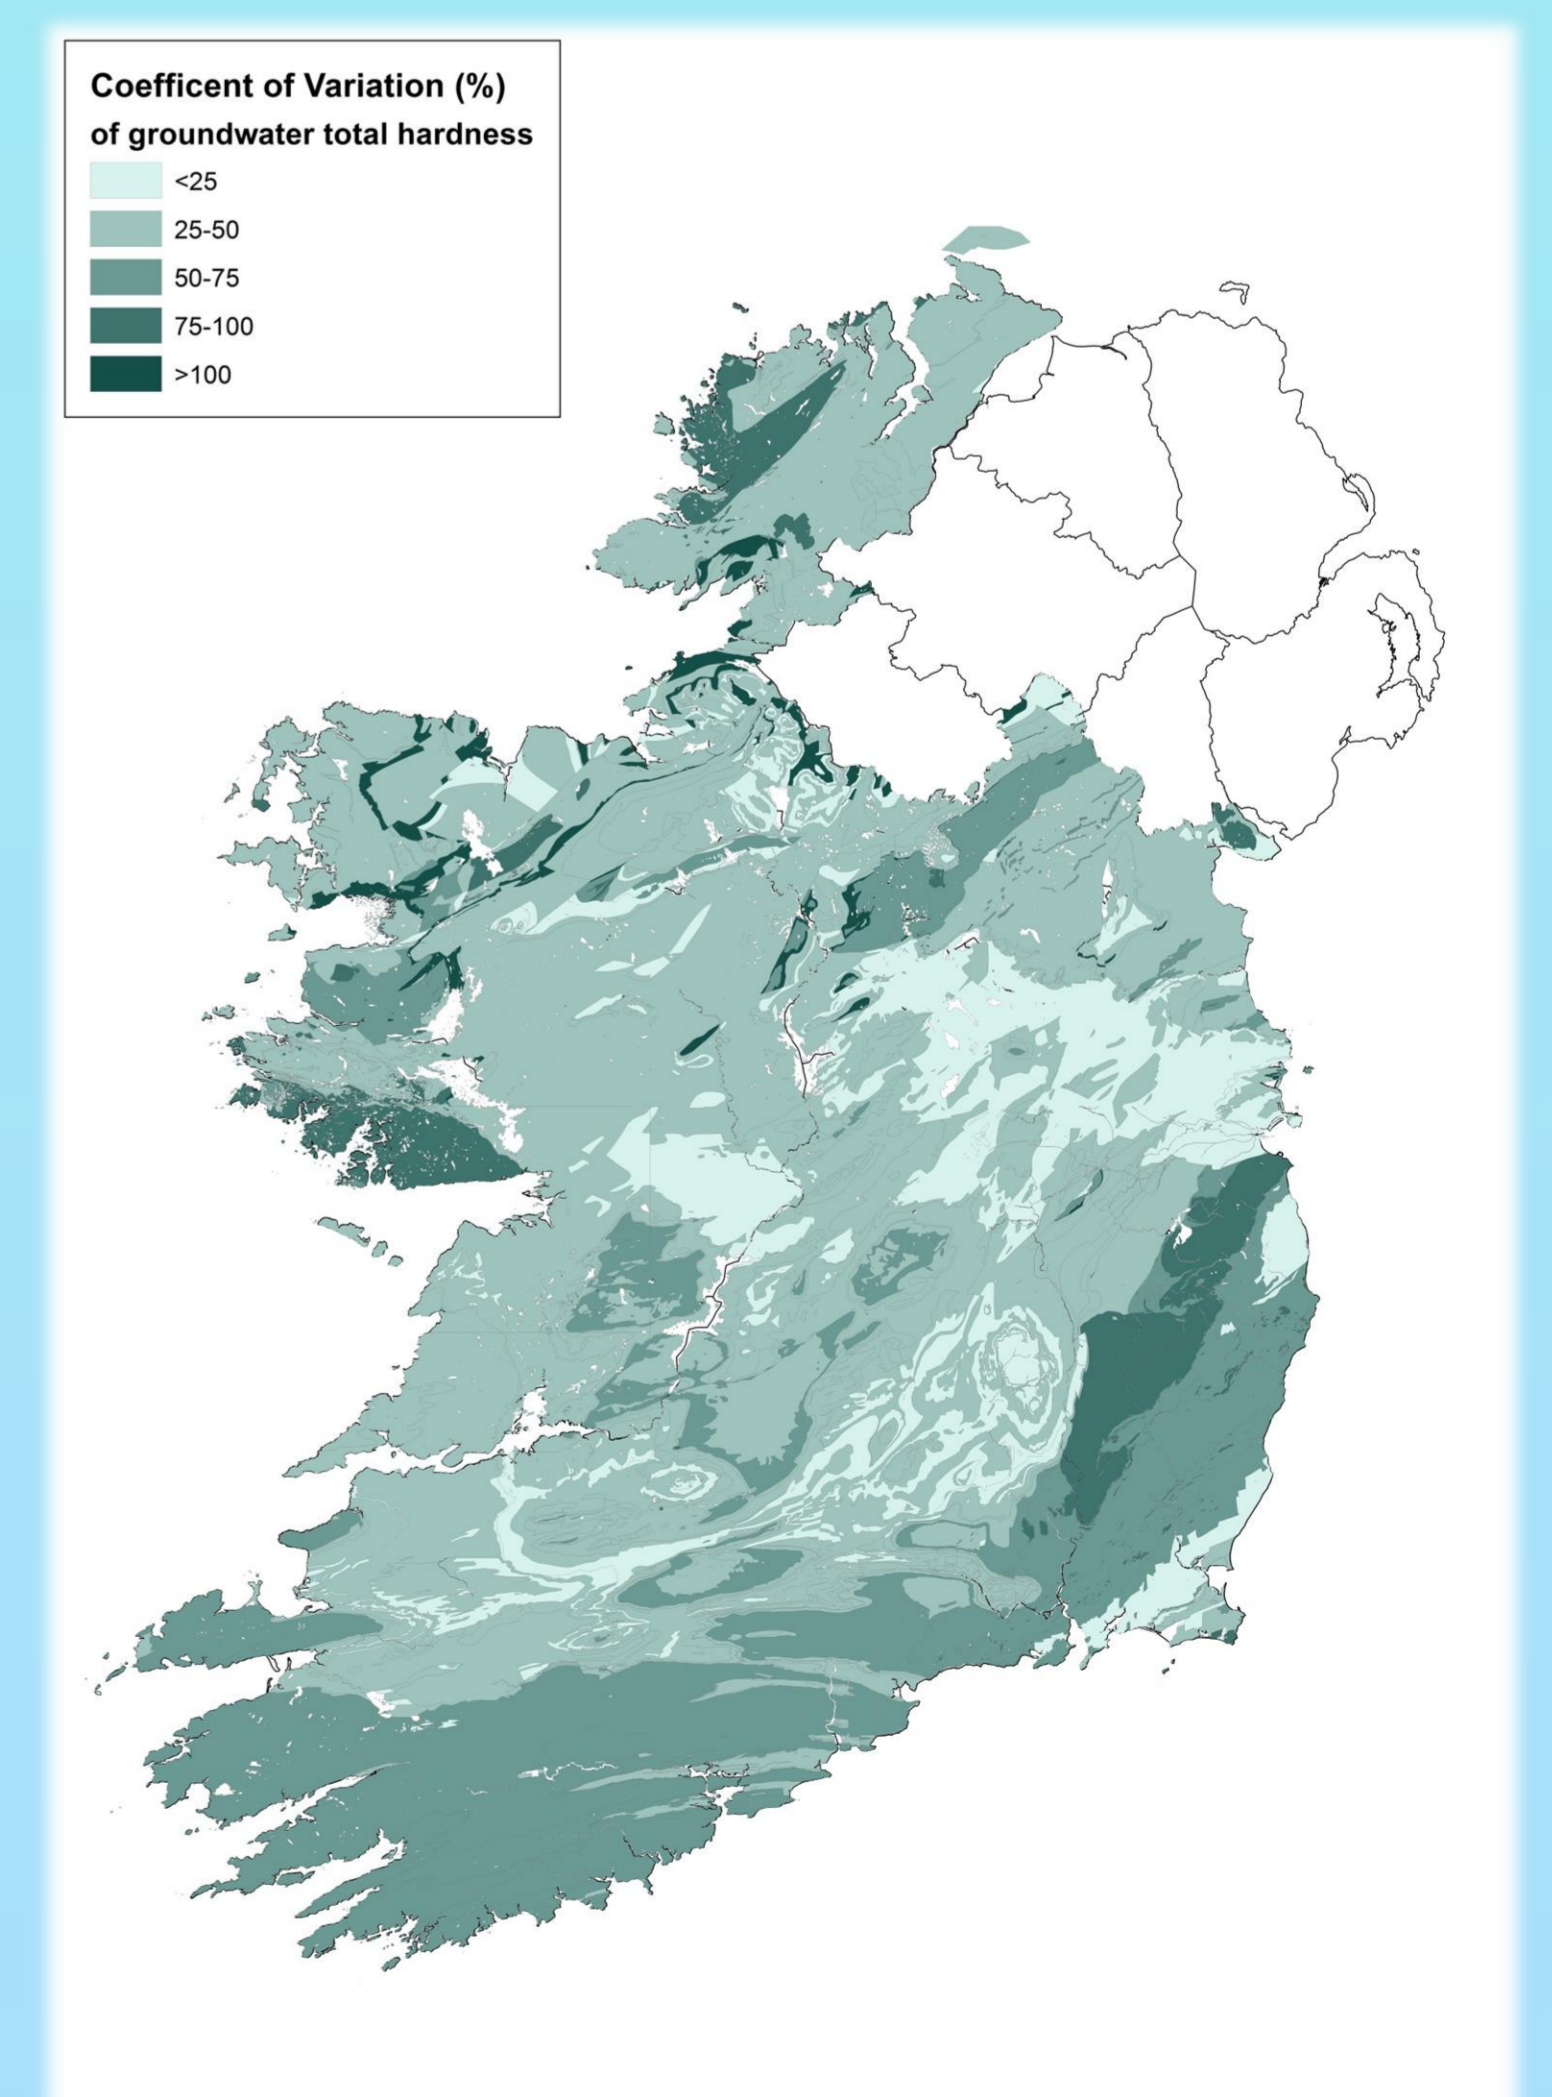 Coefficent of Variation (%)
of groundwater total hardness
<25
25-50
50-75
75-100
>100